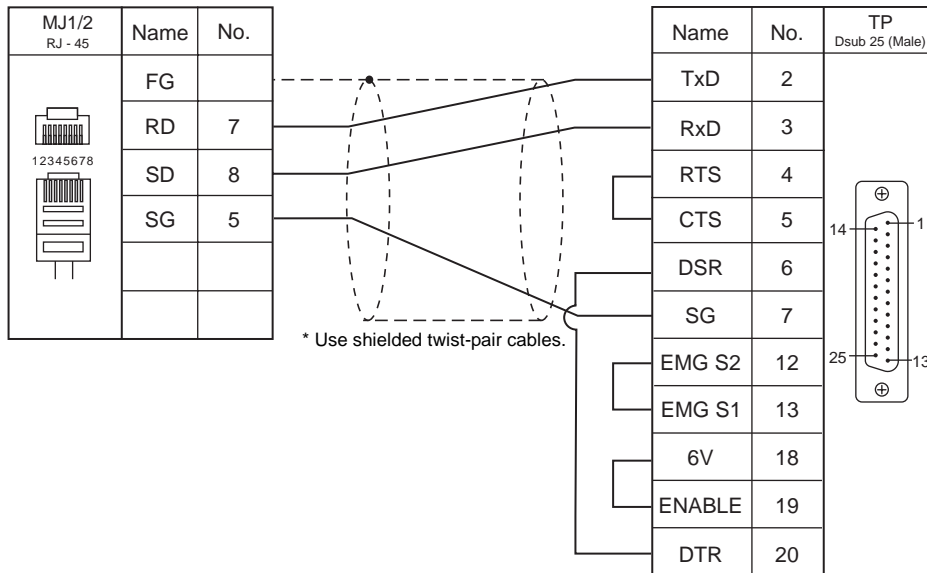 MJ1/2
RJ - 45
Name No.
FG
RD 7
SD 8
SG 5
12345678
* Use shielded twist-pair cables.
Name No.
TxD 2
RxD 3
RTS 4
CTS 5
DSR 6
SG 7
EMG S2 12
EMG S1 13
6V 18
ENABLE 19
DTR 20
TP
Dsub 25 (Male)
14 1
25 13